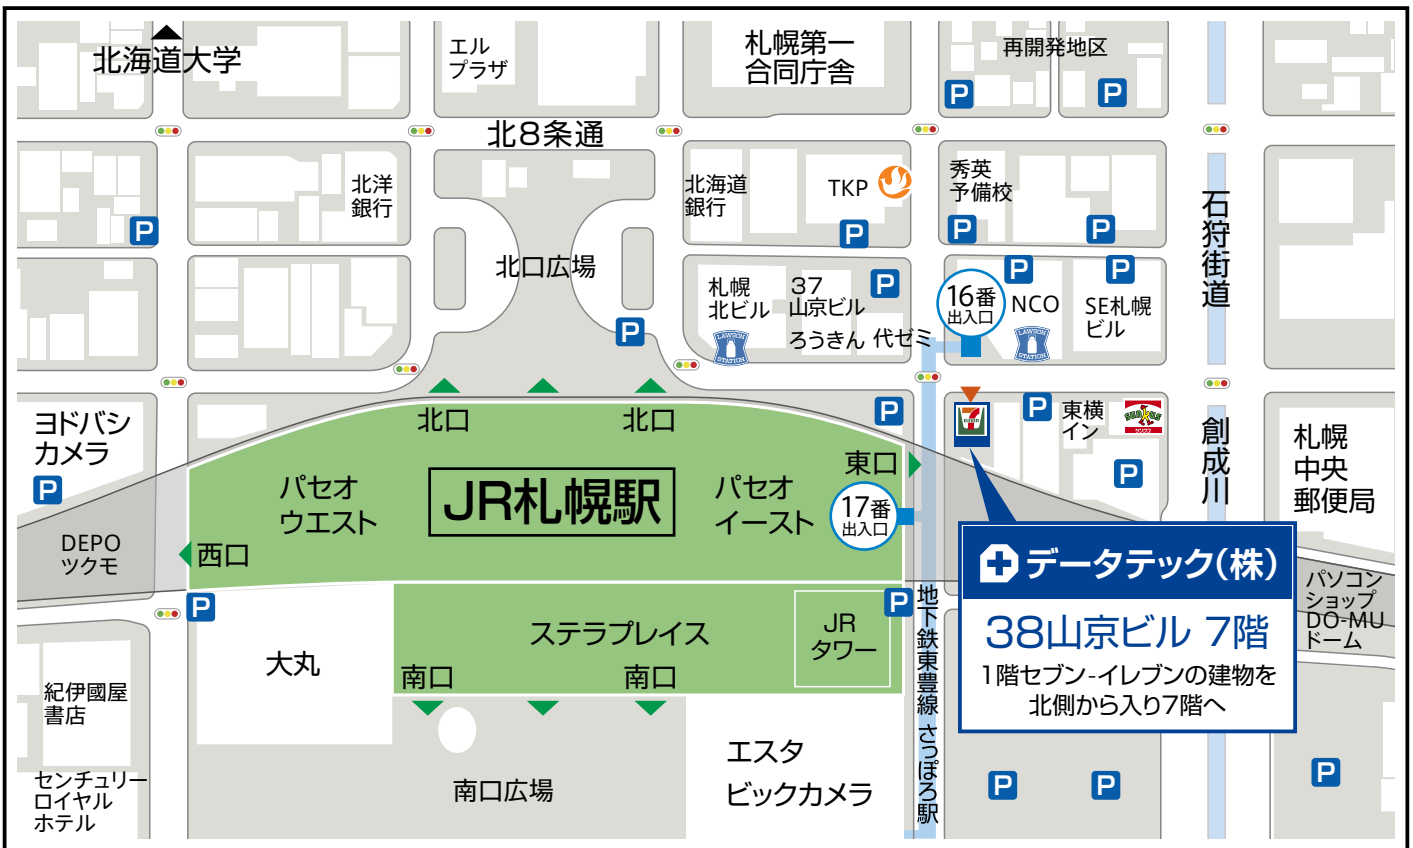 北海道大学
エル
プラザ
札幌第一
合同庁舎
再開発地区
P
P
北8条通
北洋
銀行
P
北海道
銀行
TKP
P
秀英
予備校
P
P
石狩街道
北口広場
P
札幌
北ビル
LAWSON
STATION
37
山京ビル
ろうきん
代ゼミ
P
16番
出入口
P
NCO
LAWSON
STATION
P
SE札幌
ビル
ヨドバシ
カメラ
P
北口
北口
P
東口
7
ELEVEN
P
東横
イン
SUNKUS
サンクス
P
創成川
札幌
中央
郵便局
パセオ
ウエスト
JR札幌駅
パセオ
イースト
17番
出入口
DEPO
ツクモ
西口
P
データテック(株)
38山京ビル 7階
1階セブン-イレブンの建物を
北側から入り7階へ
パソコン
ショップ
DO-MU
ドーム
大丸
ステラプレイス
JR
タワー
P
南口
南口
地下鉄東豊線 さっぽろ駅
紀伊國屋
書店
センチュリー
ロイヤル
ホテル
南口広場
エスタ
ビックカメラ
P
P
P